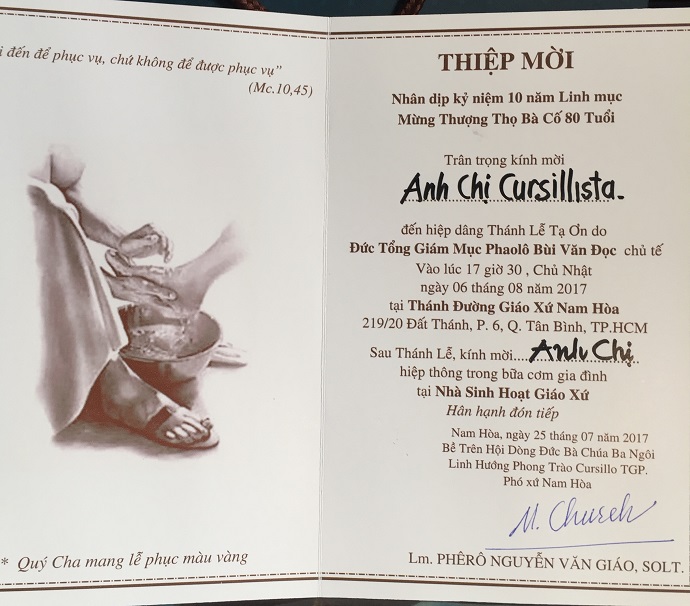 i đến để phục vụ, chứ không để được phục vụ”
(Mc.10,45)
* Quý Cha mang lễ phục màu vàng
THIỆP MỜI
Nhân dịp kỷ niệm 10 năm Linh mục
Mừng Thượng Thọ Bà Cố 80 Tuổi
Trân trọng kính mời
Anh Chị Cursillista.
đến hiệp dâng Thánh Lễ Tạ Ơn do
Đức Tổng Giám Mục Phaolô Bùi Văn Đọc chủ tế
Vào lúc 17 giờ 30 , Chủ Nhật
ngày 06 tháng 08 năm 2017
tại Thánh Đường Giáo Xứ Nam Hòa
219/20 Đất Thánh, P. 6, Q. Tân Bình, TP.HCM
Sau Thánh Lễ, kính mời.... Anh Chị
hiệp thông trong bữa cơm gia đình
tại Nhà Sinh Hoạt Giáo Xứ
Hân hạnh đón tiếp
Nam Hòa, ngày 25 tháng 07 năm 2017
Bề Trên Hội Dòng Đức Bà Chúa Ba Ngôi
Linh Hướng Phong Trào Cursillo TGP.
Phó xứ Nam Hòa
Lm. PHÊRÔ NGUYỄN VĂN GIÁO, SOLT.